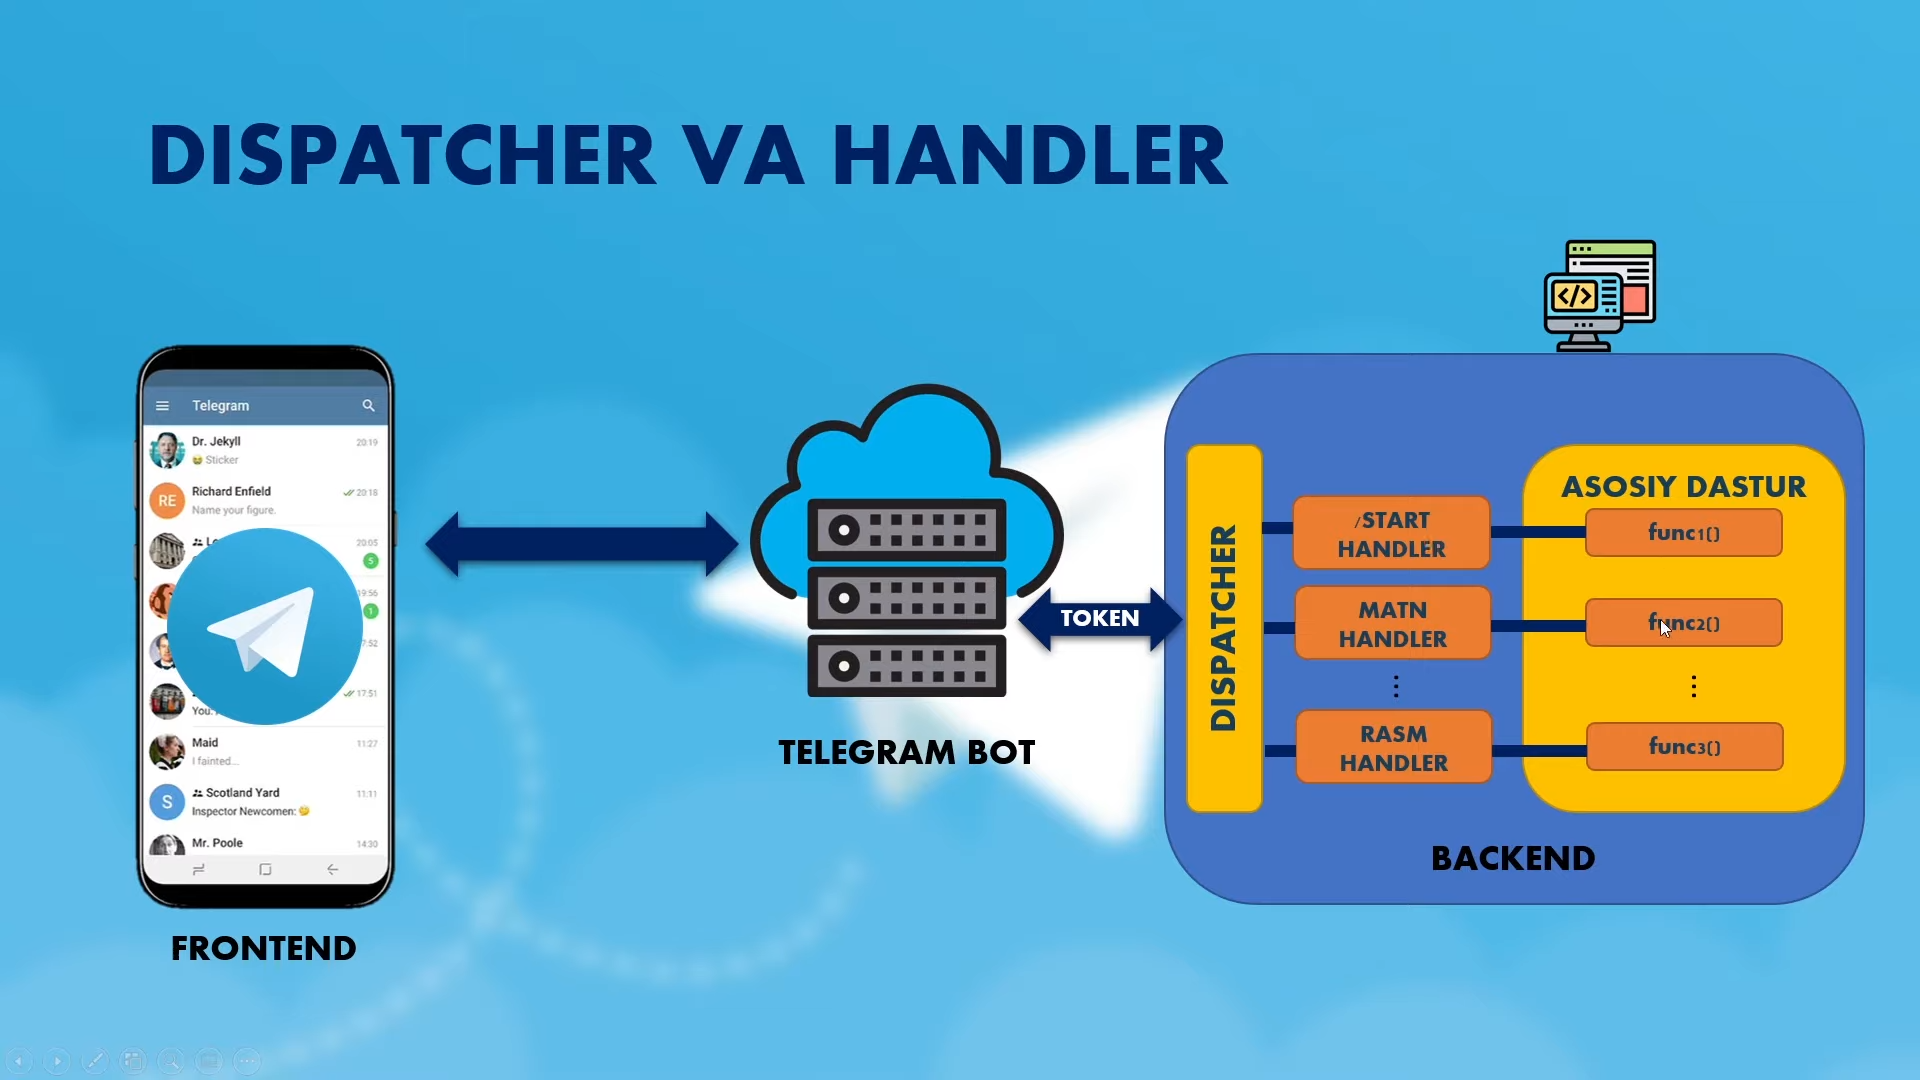 DISPATCHER VA HANDLER
Telegram
Dr. Jekyll
20:19
Sticker
RE
Richard Enfield
20:18
Name your figure.
20:05
5
19:56
1
17:51
You:
Maid
11:27
I fainted...
S
Scotland Yard
11:11
Inspector Newcomen:
Mr. Poole
14:30
FRONTEND
TELEGRAM BOT
TOKEN
DISPATCHER
/START
HANDLER
MATN
HANDLER
RASM
HANDLER
ASOSIY DASTUR
func1()
func2()
func3()
BACKEND